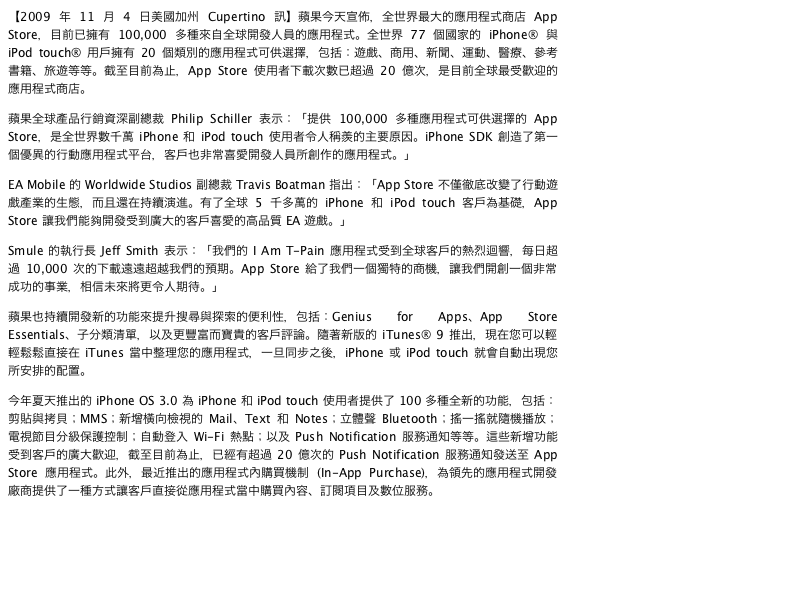 【2009 年 11 月 4 日美國加州 Cupertino 訊】蘋果今天宣佈，全世界最大的應用程式商店 App
Store，目前已擁有 100,000 多種來自全球開發人員的應用程式。全世界 77 個國家的 iPhone® 與
iPod touch® 用戶擁有 20 個類別的應用程式可供選擇，包括：遊戲、商用、新聞、運動、醫療、參考
書籍、旅遊等等。截至目前為止，App Store 使用者下載次數已超過 20 億次，是目前全球最受歡迎的
應用程式商店。
蘋果全球產品行銷資深副總裁 Philip Schiller 表示：「提供 100,000 多種應用程式可供選擇的 App
Store，是全世界數千萬 iPhone 和 iPod touch 使用者令人稱羨的主要原因。iPhone SDK 創造了第一
個優異的行動應用程式平台，客戶也非常喜愛開發人員所創作的應用程式。」
EA Mobile 的 Worldwide Studios 副總裁 Travis Boatman 指出：「App Store 不僅徹底改變了行動遊
戲產業的生態，而且還在持續演進。有了全球 5 千多萬的 iPhone 和 iPod touch 客戶為基礎，App
Store 讓我們能夠開發受到廣大的客戶喜愛的高品質 EA 遊戲。」
Smule 的執行長 Jeff Smith 表示：「我們的 I Am T-Pain 應用程式受到全球客戶的熱烈迴響，每日超
過 10,000 次的下載遠遠超越我們的預期。App Store 給了我們一個獨特的商機，讓我們開創一個非常
成功的事業，相信未來將更令人期待。」
蘋果也持續開發新的功能來提升搜尋與探索的便利性，包括：Genius for Apps、App Store
Essentials、子分類清單，以及更豐富而寶貴的客戶評論。隨著新版的 iTunes® 9 推出，現在您可以輕
輕鬆鬆直接在 iTunes 當中整理您的應用程式，一旦同步之後，iPhone 或 iPod touch 就會自動出現您
所安排的配置。
今年夏天推出的 iPhone OS 3.0 為 iPhone 和 iPod touch 使用者提供了 100 多種全新的功能，包括：
剪貼與拷貝；MMS；新增橫向檢視的 Mail、Text 和 Notes；立體聲 Bluetooth；搖一搖就隨機播放；
電視節目分級保護控制；自動登入 Wi-Fi 熱點；以及 Push Notification 服務通知等等。這些新增功能
受到客戶的廣大歡迎，截至目前為止，已經有超過 20 億次的 Push Notification 服務通知發送至 App
Store 應用程式。此外，最近推出的應用程式內購買機制 (In-App Purchase)，為領先的應用程式開發
廠商提供了一種方式讓客戶直接從應用程式當中購買內容、訂閱項目及數位服務。